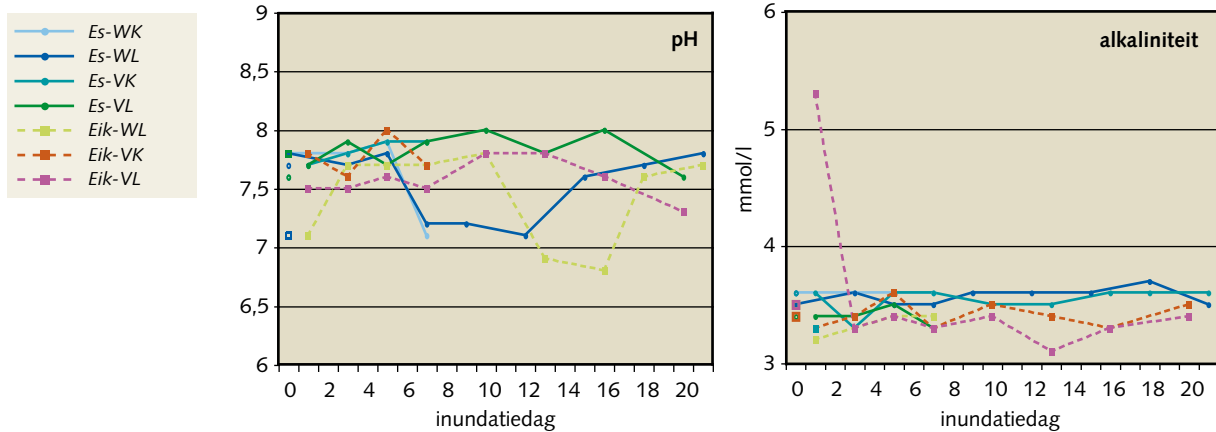 Es-WK
Es-WL
Es-VK
Es-VL
Eik-WL
Eik-VK
Eik-VL
pH
9
8,5
8
7,5
7
6,5
6
0 2 4 6 8 10 12 14 16 18 20
inundatiedag
alkaliniteit
mmol/l
6
5
4
3
0 2 4 6 8 10 12 14 16 18 20
inundatiedag